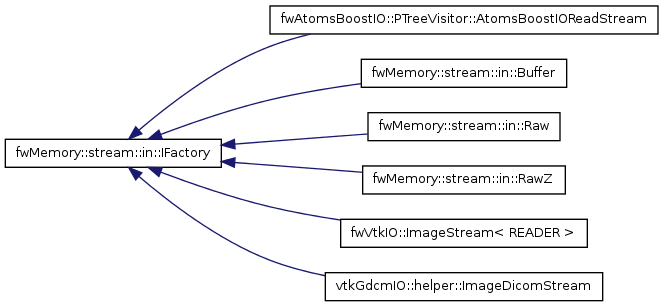 fwAtomsBoostIO::PTreeVisitor::AtomsBoostIOReadStream
fwMemory::stream::in::Buffer
fwMemory::stream::in::Raw
fwMemory::stream::in::IFactory
fwMemory::stream::in::RawZ
fwVtkIO::ImageStream< READER >
vtkGdcmIO::helper::ImageDicomStream